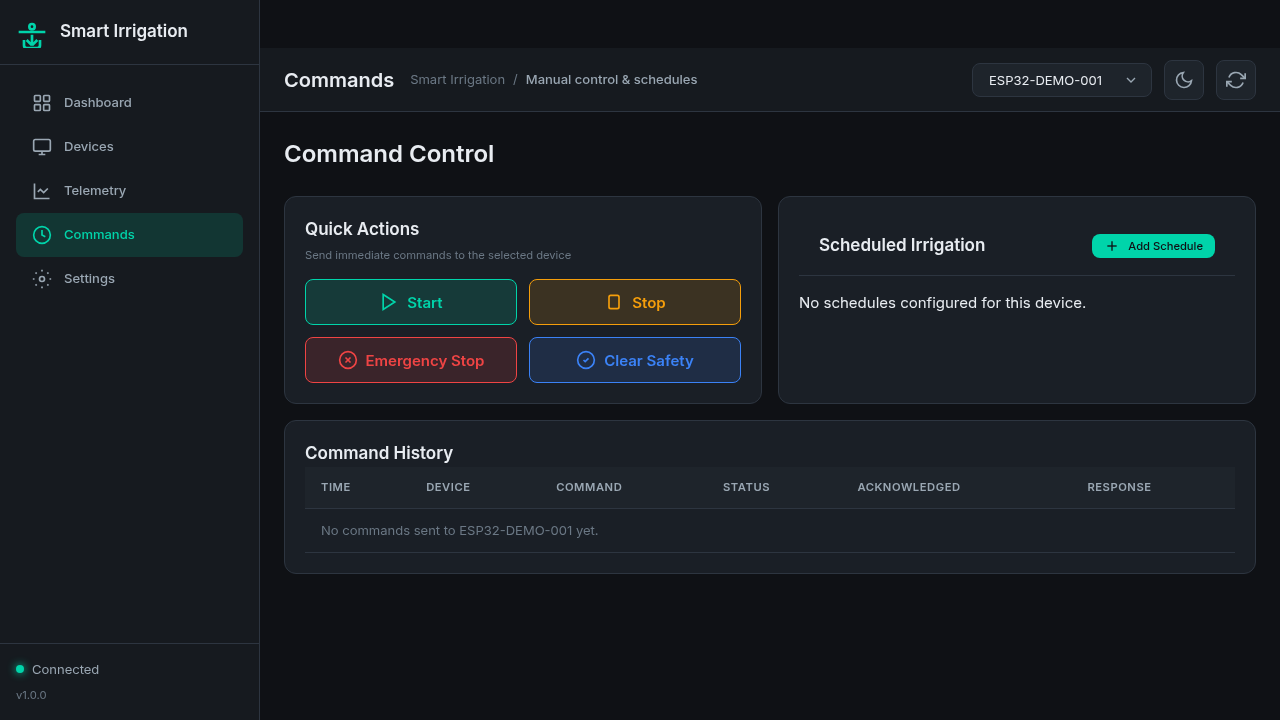 Smart Irrigation
Dashboard
Devices
Telemetry
Commands
Settings
Connected
v1.0.0
Commands
Smart Irrigation / Manual control & schedules
ESP32-DEMO-001
Command Control
Quick Actions
Send immediate commands to the selected device
Start
Stop
Emergency Stop
Clear Safety
Scheduled Irrigation
Add Schedule
No schedules configured for this device.
Command History
TIME DEVICE COMMAND STATUS ACKNOWLEDGED RESPONSE
No commands sent to ESP32-DEMO-001 yet.